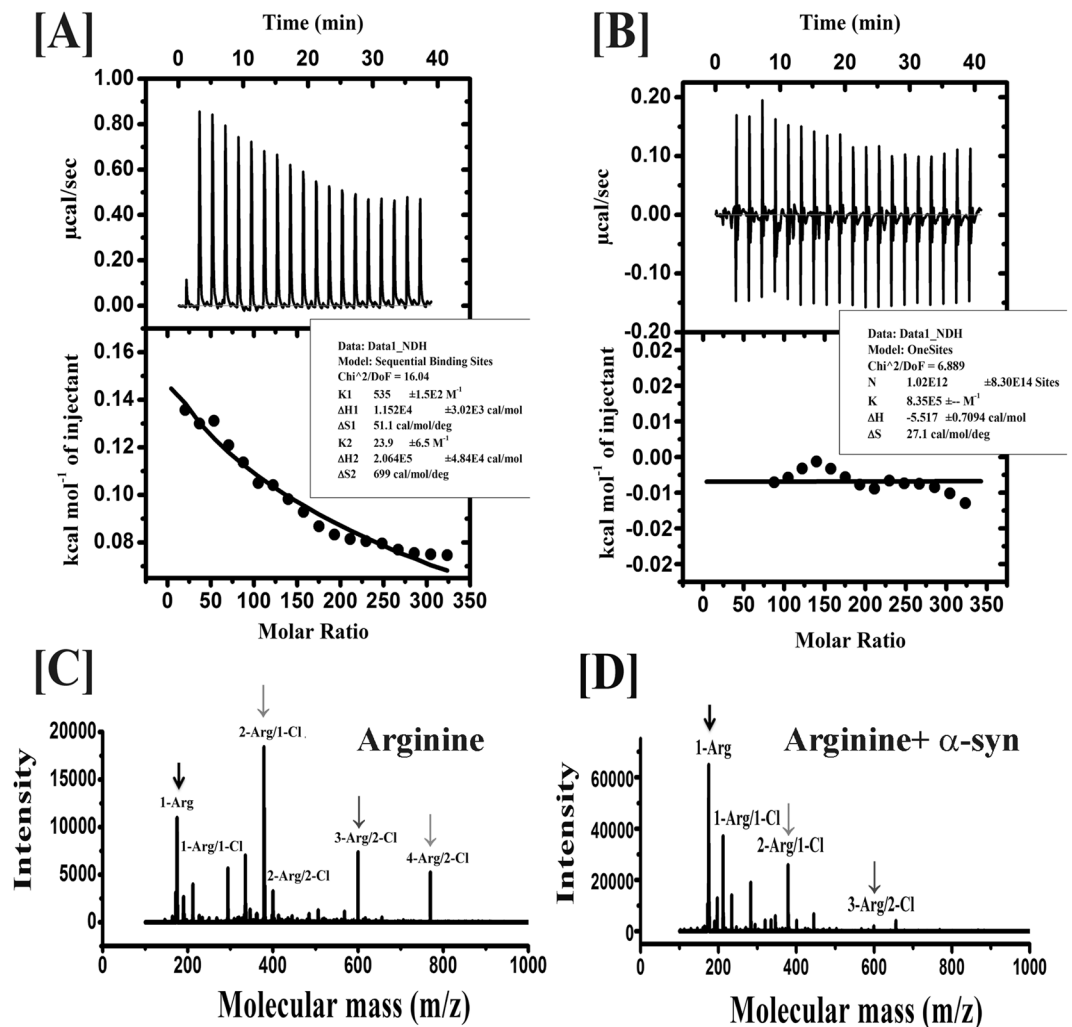 [A]
Time (min)
0 10 20 30 40
1.00
0.80
0.60
0.40
0.20
0.00
μcal/sec
0.16
0.14
0.12
0.10
0.08
kcal mol⁻¹ of injectant
Data: Data1_NDH
Model: Sequential Binding Sites
Chi^2/DoF = 16.04
K1 535 ±1.5E2 M⁻¹
ΔH1 1.152E4 ±3.02E3 cal/mol
ΔS1 51.1 cal/mol/deg
K2 23.9 ±6.5 M⁻¹
ΔH2 2.064E5 ±4.84E4 cal/mol
ΔS2 699 cal/mol/deg
0 50 100 150 200 250 300 350
Molar Ratio
[B]
Time (min)
0 10 20 30 40
0.20
0.10
0.00
-0.10
-0.20
μcal/sec
0.02
0.02
0.01
0.00
-0.01
-0.02
-0.02
kcal mol⁻¹ of injectant
Data: Data1_NDH
Model: OneSites
Chi^2/DoF = 6.889
N 1.02E12 ±8.30E14 Sites
K 8.35E5 ±-- M⁻¹
ΔH -5.517 ±0.7094 cal/mol
ΔS 27.1 cal/mol/deg
0 50 100 150 200 250 300 350
Molar Ratio
[C]
Arginine
20000
15000
10000
5000
0
Intensity
1-Arg
1-Arg/1-Cl
2-Arg/1-Cl
2-Arg/2-Cl
3-Arg/2-Cl
4-Arg/2-Cl
0 200 400 600 800 1000
Molecular mass (m/z)
[D]
Arginine+ α-syn
60000
40000
20000
0
Intensity
1-Arg
1-Arg/1-Cl
2-Arg/1-Cl
3-Arg/2-Cl
0 200 400 600 800 1000
Molecular mass (m/z)